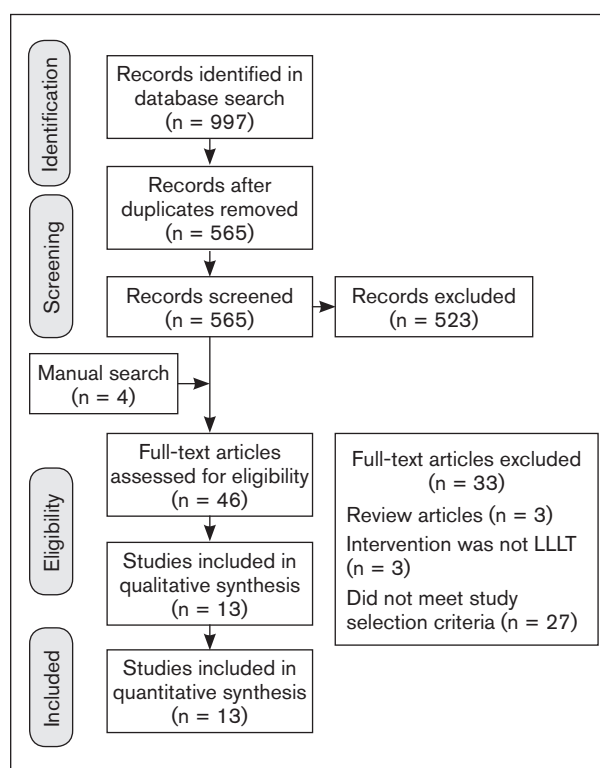 Identification
Records identified in
database search
(n = 997)
Records after
duplicates removed
(n = 565)
Screening
Records screened
(n = 565)
Records excluded
(n = 523)
Manual search
(n = 4)
Eligibility
Full-text articles
assessed for eligibility
(n = 46)
Full-text articles excluded
(n = 33)
Review articles (n = 3)
Intervention was not LLLT
(n = 3)
Did not meet study
selection criteria (n = 27)
Studies included in
qualitative synthesis
(n = 13)
Included
Studies included in
quantitative synthesis
(n = 13)